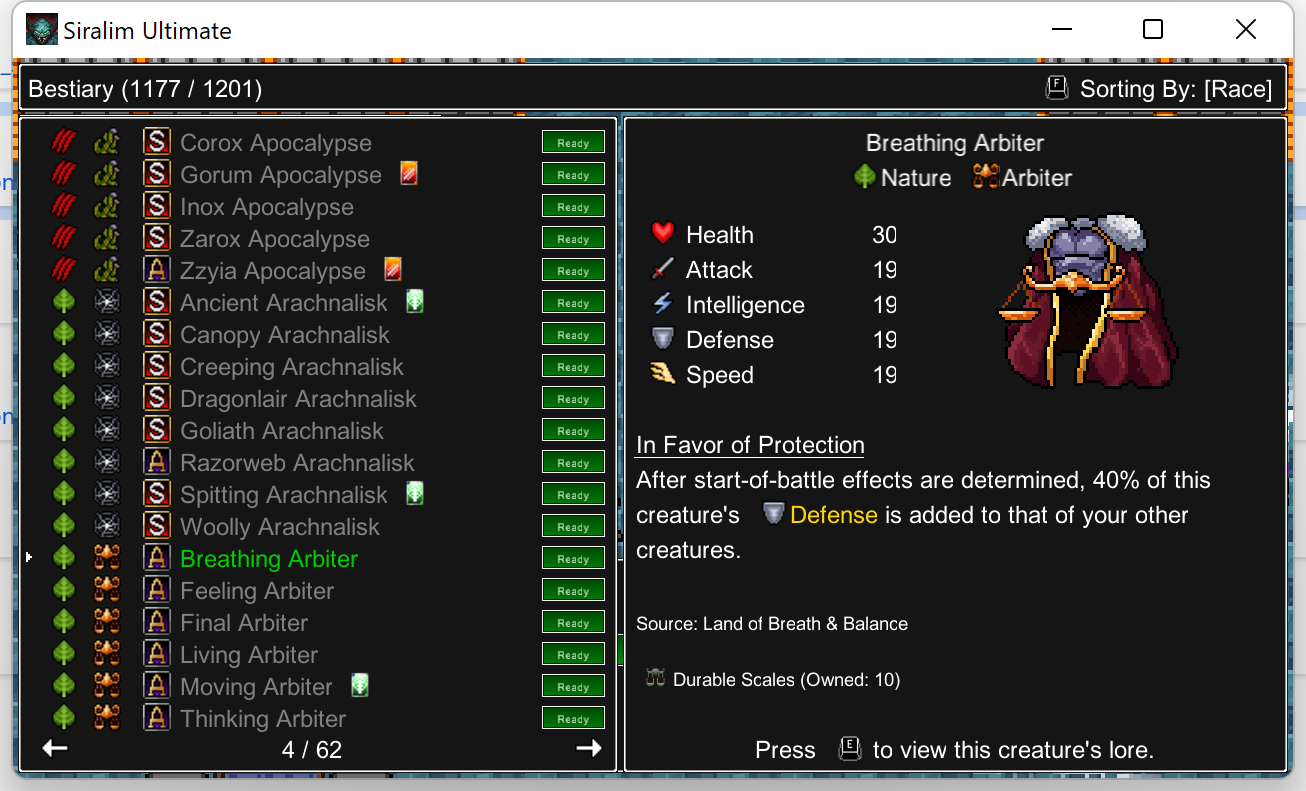 Siralim Ultimate
Bestiary (1177 / 1201)
F Sorting By: [Race]
S Corox Apocalypse Ready
S Gorum Apocalypse Ready
S Inox Apocalypse Ready
S Zarox Apocalypse Ready
A Zzyia Apocalypse Ready
S Ancient Arachnalisk Ready
S Canopy Arachnalisk Ready
S Creeping Arachnalisk Ready
S Dragonlair Arachnalisk Ready
S Goliath Arachnalisk Ready
A Razorweb Arachnalisk Ready
S Spitting Arachnalisk Ready
S Woolly Arachnalisk Ready
A Breathing Arbiter Ready
A Feeling Arbiter Ready
A Final Arbiter Ready
A Living Arbiter Ready
A Moving Arbiter Ready
A Thinking Arbiter Ready
4 / 62
Breathing Arbiter
Nature Arbiter
Health 30
Attack 19
Intelligence 19
Defense 19
Speed 19
In Favor of Protection
After start-of-battle effects are determined, 40% of this
creature's Defense is added to that of your other
creatures.
Source: Land of Breath & Balance
Durable Scales (Owned: 10)
Press E to view this creature's lore.